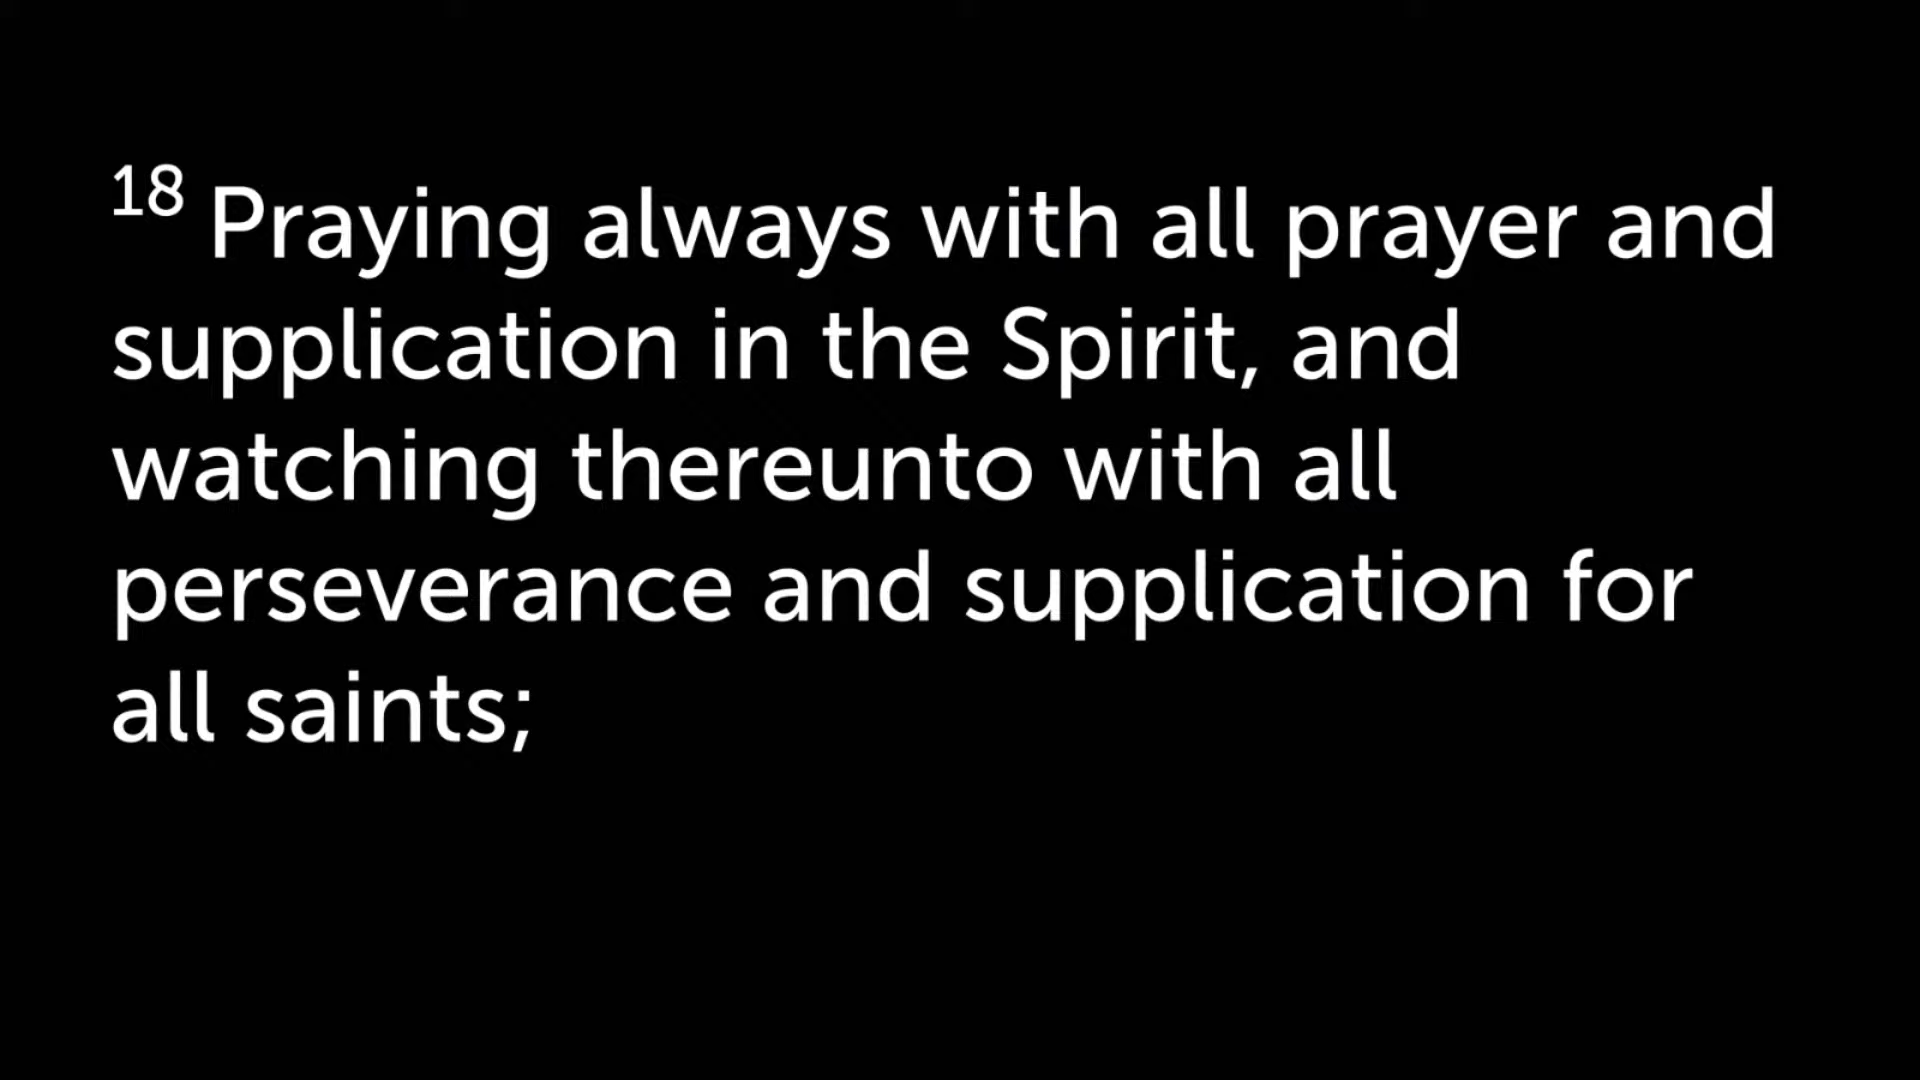 18 Praying always with all prayer and
supplication in the Spirit, and
watching thereunto with all
perseverance and supplication for
all saints;